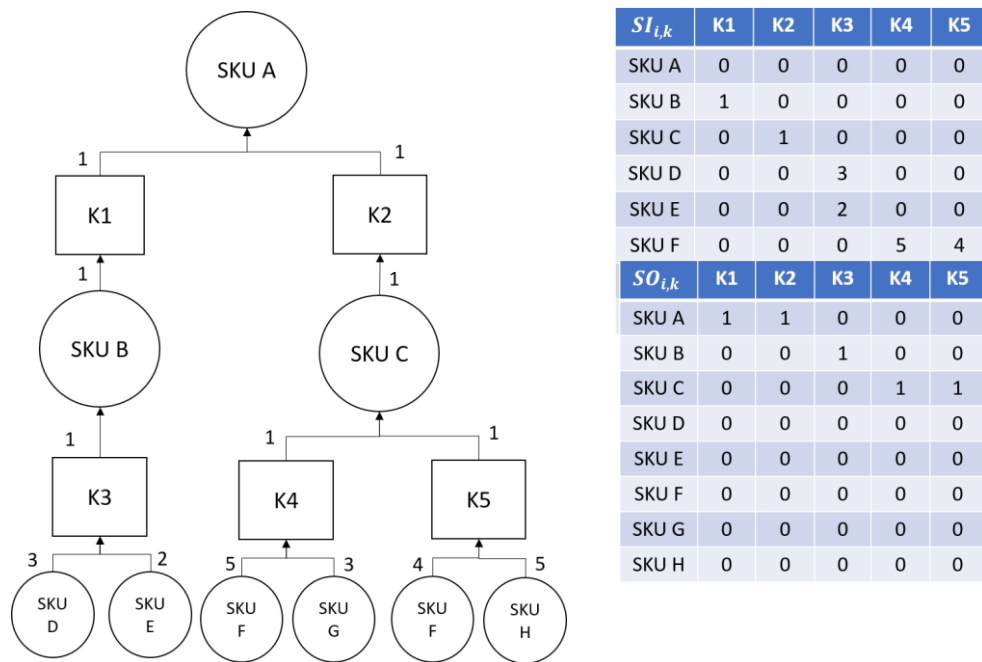 SKU A
1 1
K1 K2
1 1
SKU B SKU C
1 1 1
K3 K4 K5
3 2 5 3 4 5
SKU D
SKU E
SKU F
SKU G
SKU F
SKU H
SI_{i,k} K1 K2 K3 K4 K5
SKU A 0 0 0 0 0
SKU B 1 0 0 0 0
SKU C 0 1 0 0 0
SKU D 0 0 3 0 0
SKU E 0 0 2 0 0
SKU F 0 0 0 5 4
SO_{i,k} K1 K2 K3 K4 K5
SKU A 1 1 0 0 0
SKU B 0 0 1 0 0
SKU C 0 0 0 1 1
SKU D 0 0 0 0 0
SKU E 0 0 0 0 0
SKU F 0 0 0 0 0
SKU G 0 0 0 0 0
SKU H 0 0 0 0 0